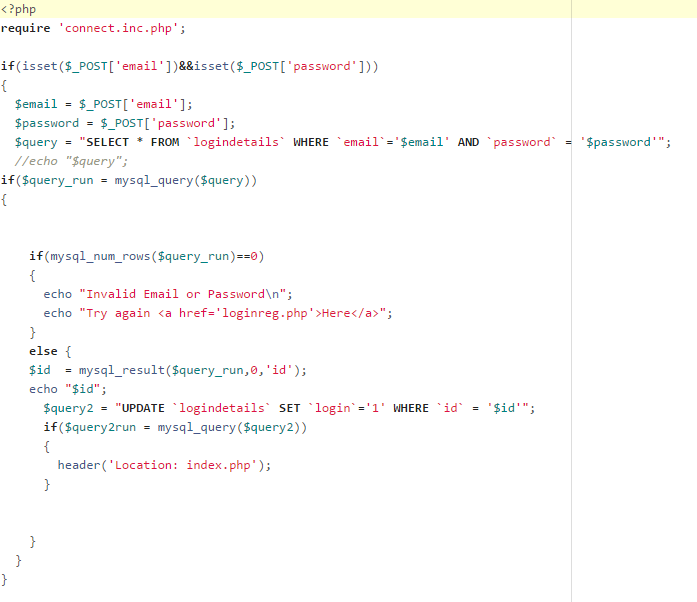 <?php
require 'connect.inc.php';
if(isset($_POST['email'])&&isset($_POST['password']))
{
$email = $_POST['email'];
$password = $_POST['password'];
$query = "SELECT * FROM `logindetails` WHERE `email`='$email' AND `password` = '$password'";
//echo "$query";
if($query_run = mysql_query($query))
{
if(mysql_num_rows($query_run)==0)
{
echo "Invalid Email or Password\n";
echo "Try again <a href='loginreg.php'>Here</a>";
}
else {
$id  = mysql_result($query_run,0,'id');
echo "$id";
$query2 = "UPDATE `logindetails` SET `login`='1' WHERE `id` = '$id'";
if($query2run = mysql_query($query2))
{
header('Location: index.php');
}
}
}
}